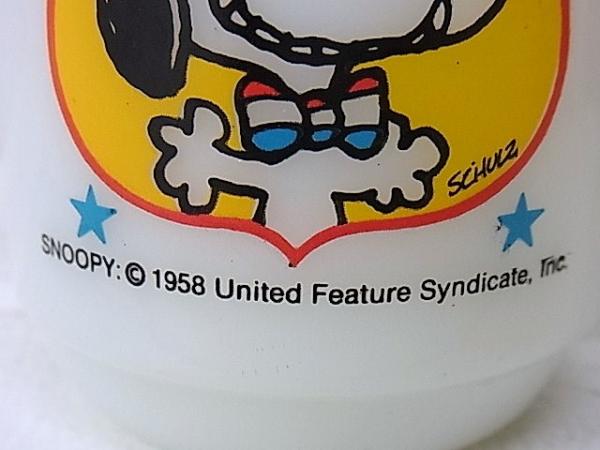 SCHULZ
SNOOPY: © 1958 United Feature Syndicate, Inc.